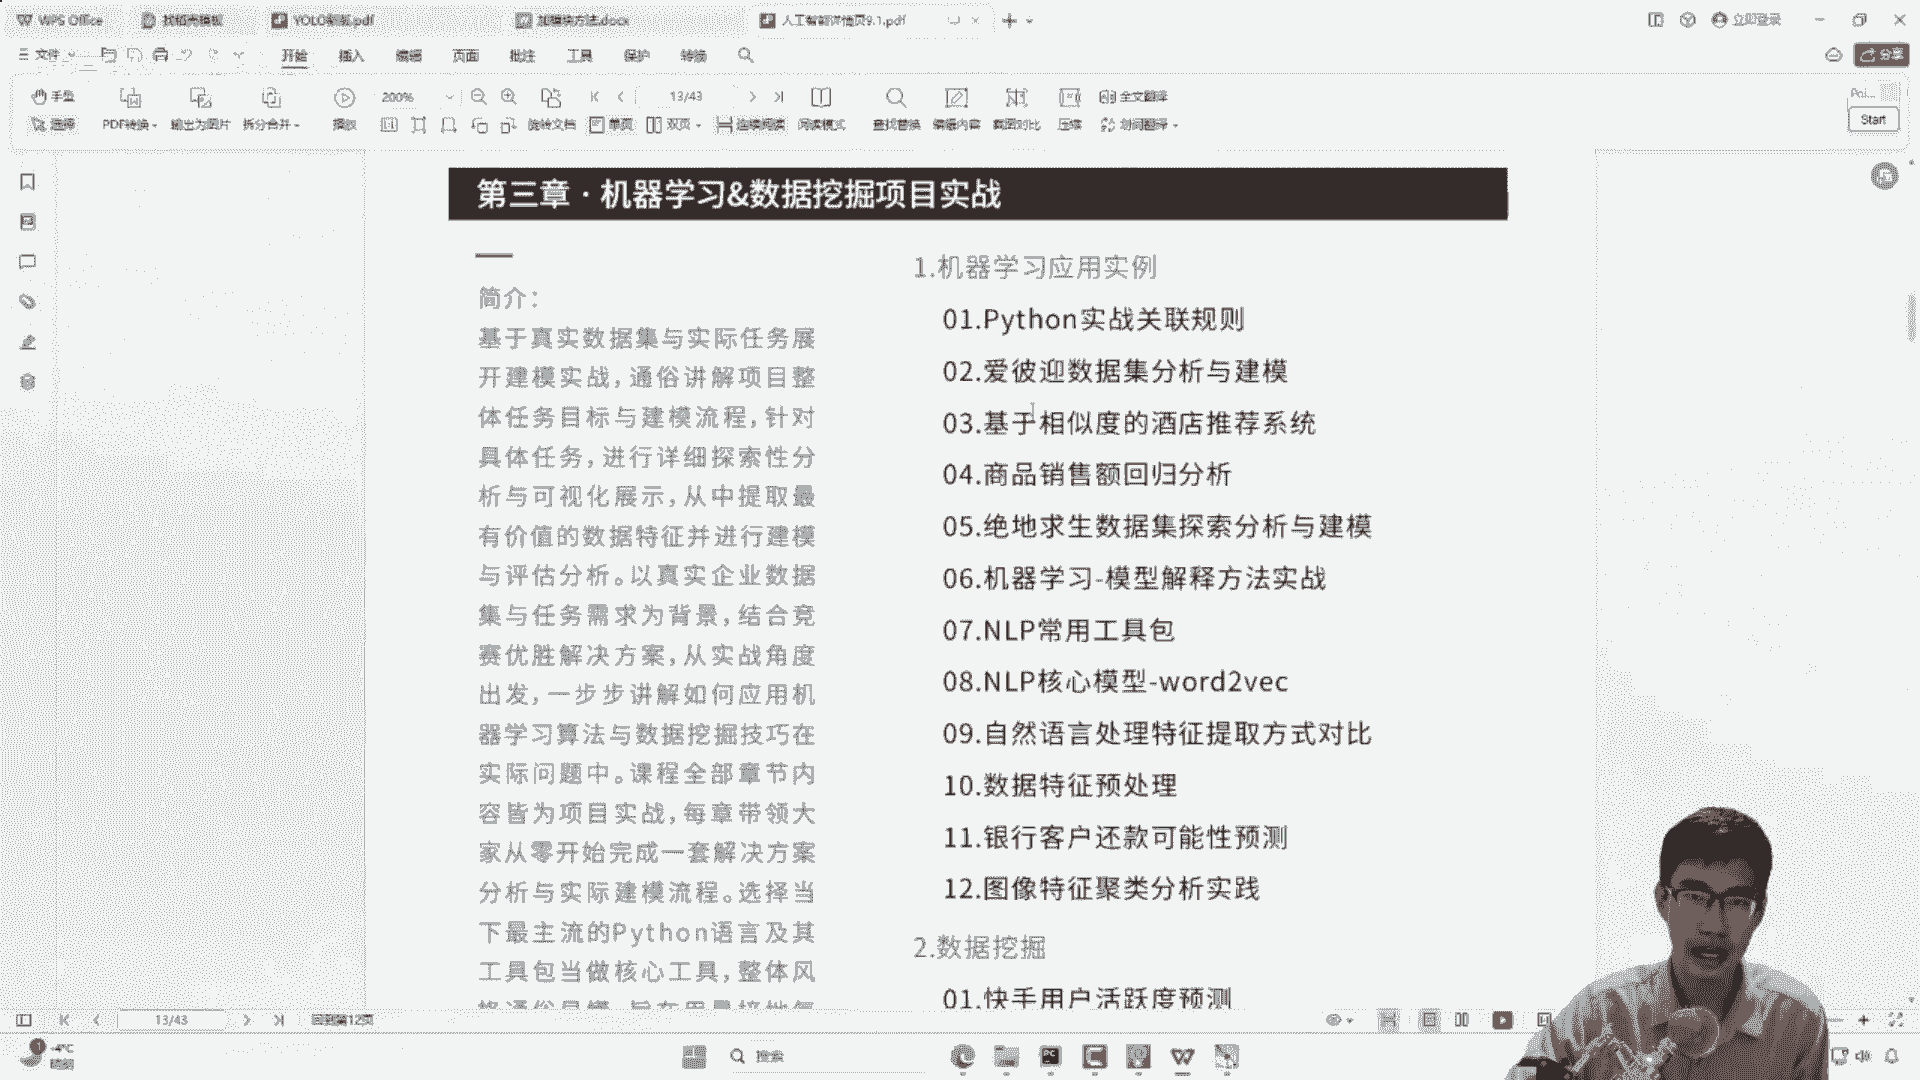 WPS Office
找稻壳模板
YOLO刷新.pdf
加模块方法.docx
人工智能详情页9.1.pdf
立即登录
文件
开始
插入
编辑
页面
批注
工具
保护
转换
分享
手型
200%
13/43
全文翻译
选择
PDF转换
输出为图片
拆分合并
播放
旋转文档
单页
双页
连续阅读
阅读模式
查找替换
编辑内容
截图对比
压缩
划词翻译
Start
第三章·机器学习&数据挖掘项目实战
简介：
基于真实数据集与实际任务展
开建模实战，通俗讲解项目整
体任务目标与建模流程，针对
具体任务，进行详细探索性分
析与可视化展示，从中提取最
有价值的数据特征并进行建模
与评估分析。以真实企业数据
集与任务需求为背景，结合竞
赛优胜解决方案，从实战角度
出发，一步步讲解如何应用机
器学习算法与数据挖掘技巧在
实际问题中。课程全部章节内
容皆为项目实战，每章带领大
家从零开始完成一套解决方案
分析与实际建模流程。选择当
下最主流的Python语言及其
工具包当做核心工具，整体风
1.机器学习应用实例
01.Python实战关联规则
02.爱彼迎数据集分析与建模
03.基于相似度的酒店推荐系统
04.商品销售额回归分析
05.绝地求生数据集探索分析与建模
06.机器学习-模型解释方法实战
07.NLP常用工具包
08.NLP核心模型-word2vec
09.自然语言处理特征提取方式对比
10.数据特征预处理
11.银行客户还款可能性预测
12.图像特征聚类分析实践
2.数据挖掘
01.快手用户活跃度预测
13/43
回到第12页
-4°C
晴朗
搜索